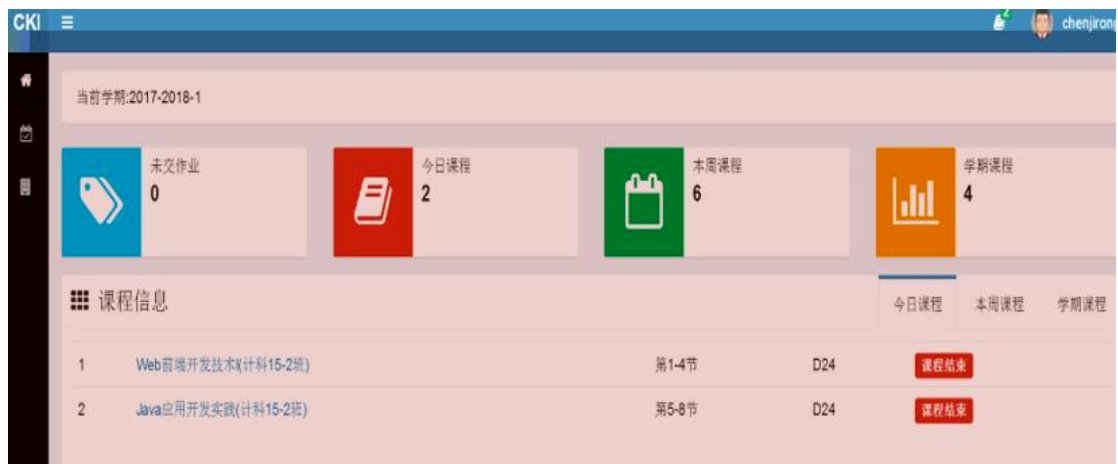 CKI
2
chenjirong
当前学期:2017-2018-1
未交作业
0
今日课程
2
本周课程
6
学期课程
4
课程信息
今日课程 本周课程 学期课程
1 Web前端开发技术I(计科15-2班) 第1-4节 D24 课程结束
2 Java应用开发实践(计科15-2班) 第5-8节 D24 课程结束